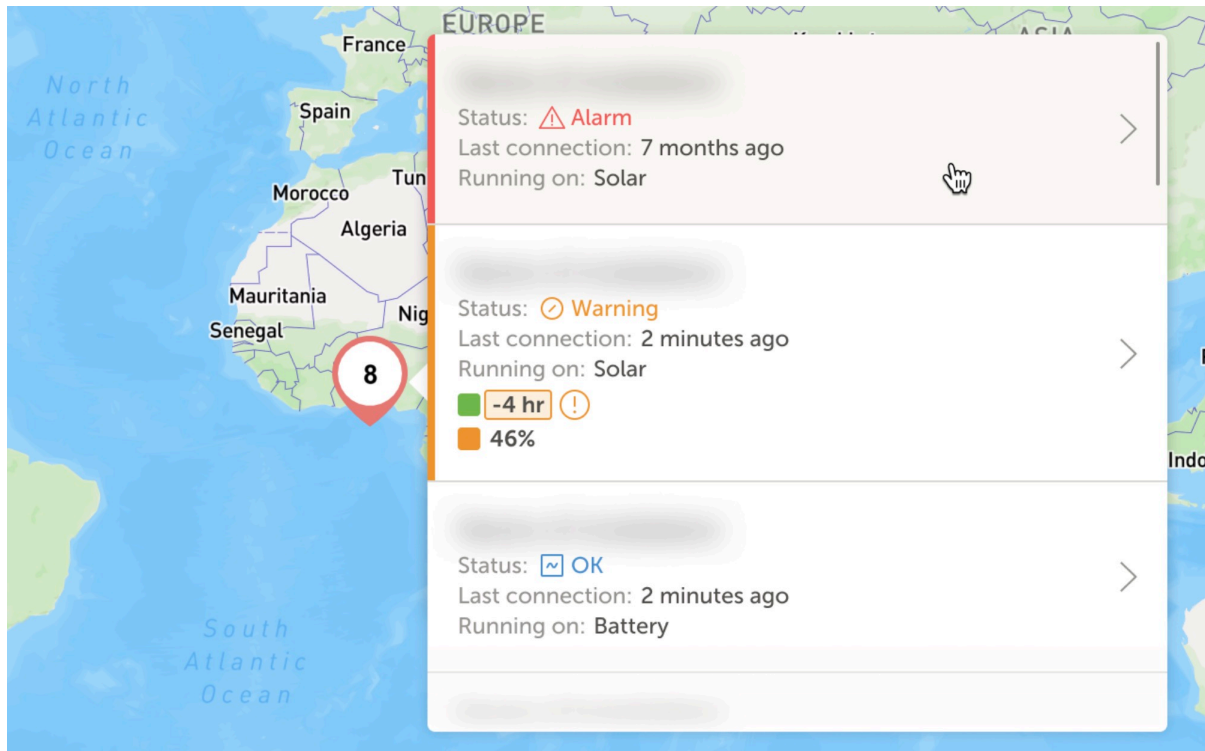 EUROPE
France
North
Atlantic
Ocean
Spain
Morocco
Tun
Algeria
Mauritania
Nig
Senegal
8
Status: Alarm
Last connection: 7 months ago
Running on: Solar
Status: Warning
Last connection: 2 minutes ago
Running on: Solar
-4 hr
46%
Status: OK
Last connection: 2 minutes ago
Running on: Battery
Indo
South
Atlantic
Ocean